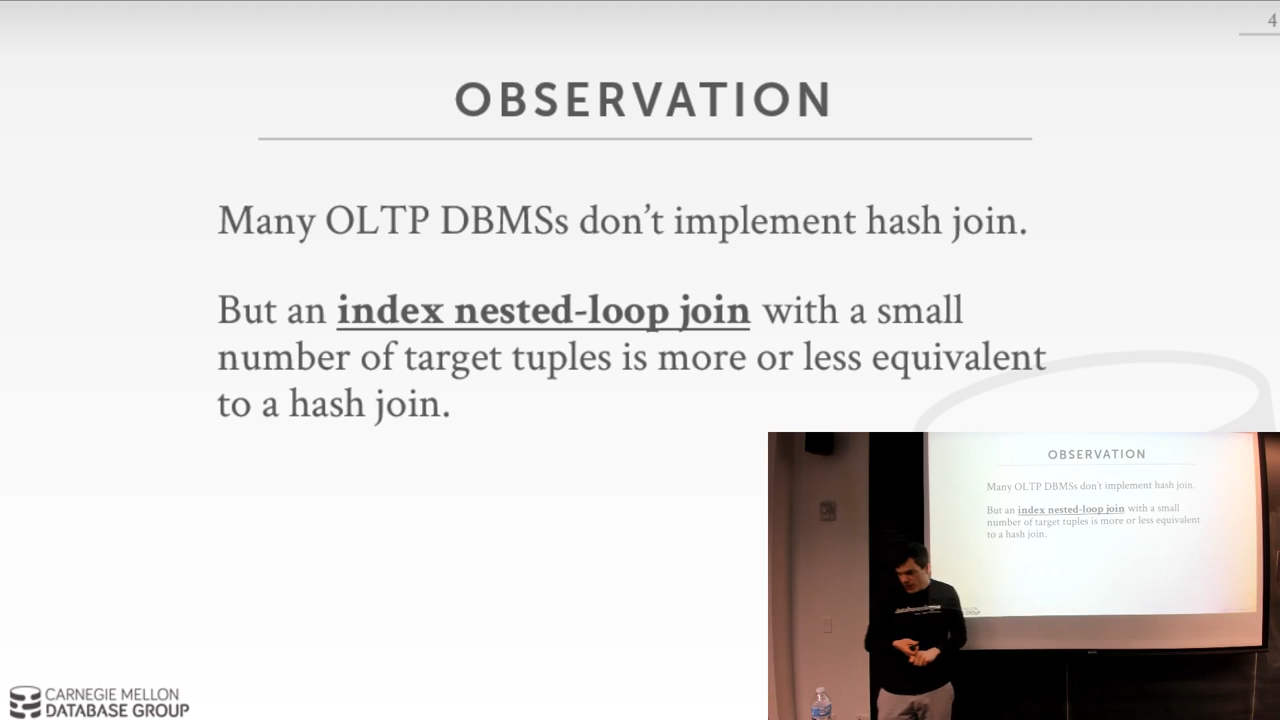 4
OBSERVATION
Many OLTP DBMSs don't implement hash join.
But an index nested-loop join with a small
number of target tuples is more or less equivalent
to a hash join.
OBSERVATION
Many OLTP DBMSs don't implement hash join.
But an index nested-loop join with a small
number of target tuples is more or less equivalent
to a hash join.
CARNEGIE MELLON
DATABASE GROUP